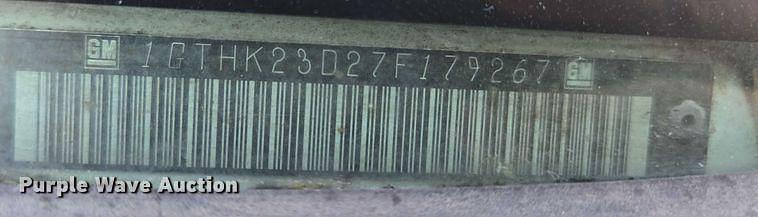 GM 1GTHK23D27F179267 GM
Purple Wave Auction